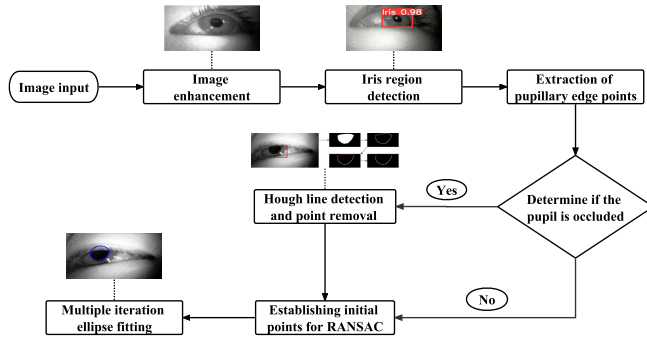 Iris 0.98
Image input
Image
enhancement
Iris region
detection
Extraction of
pupillary edge points
Yes
Hough line detection
and point removal
Determine if the
pupil is occluded
No
Multiple iteration
ellipse fitting
Establishing initial
points for RANSAC